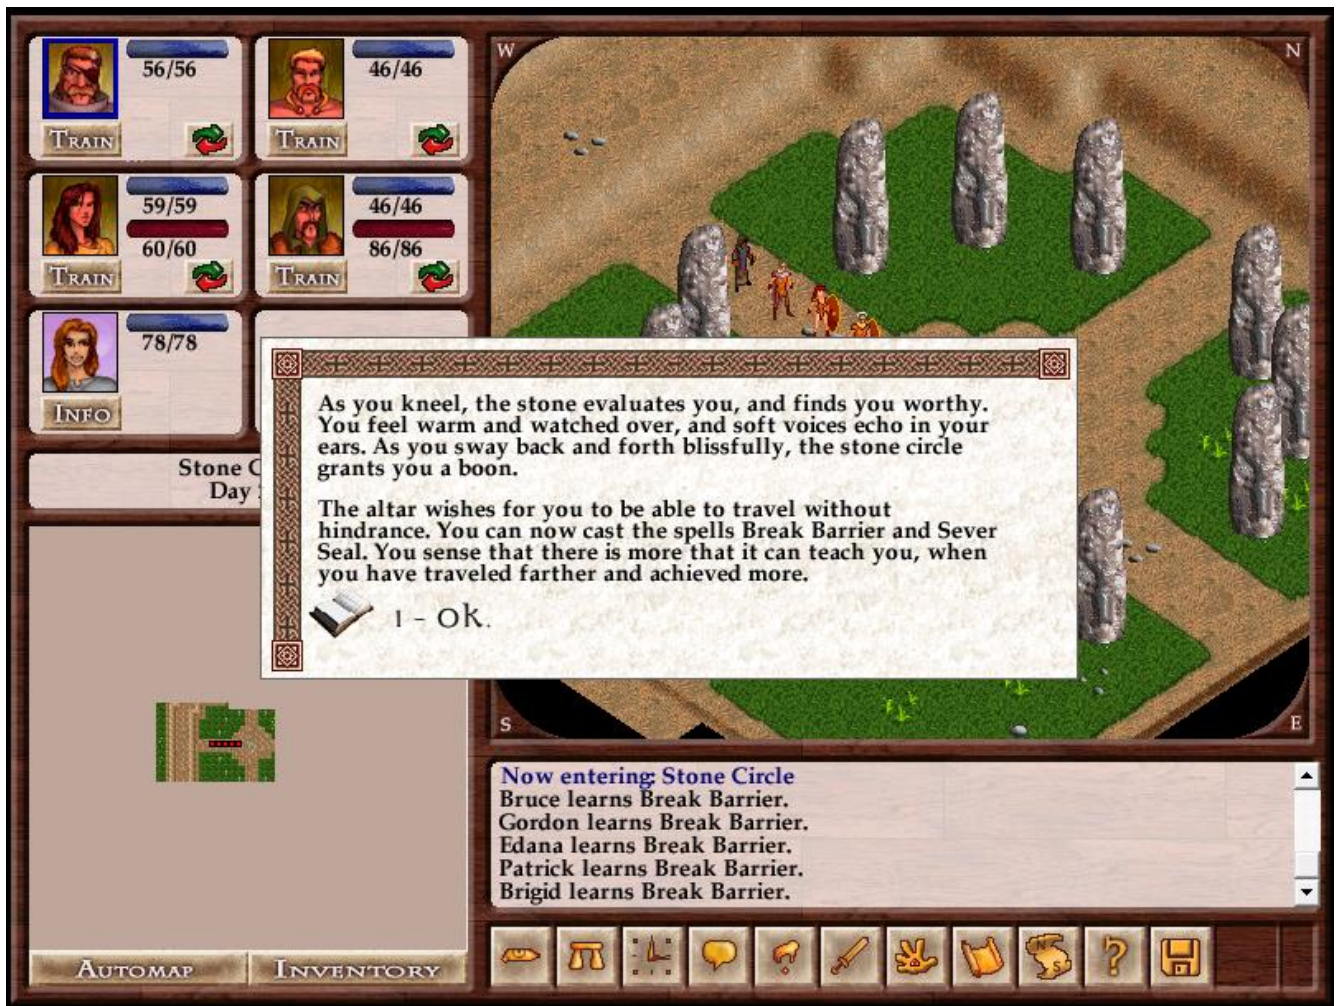 56/56
TRAIN
46/46
TRAIN
59/59
60/60
TRAIN
46/46
86/86
TRAIN
78/78
INFO
Stone
Day
W
N
S
E
As you kneel, the stone evaluates you, and finds you worthy.
You feel warm and watched over, and soft voices echo in your
ears. As you sway back and forth blissfully, the stone circle
grants you a boon.
The altar wishes for you to be able to travel without
hindrance. You can now cast the spells Break Barrier and Sever
Seal. You sense that there is more that it can teach you, when
you have traveled farther and achieved more.
1 - OK.
Now entering: Stone Circle
Bruce learns Break Barrier.
Gordon learns Break Barrier.
Edana learns Break Barrier.
Patrick learns Break Barrier.
Brigid learns Break Barrier.
AUTOMAP
INVENTORY
N
S
?